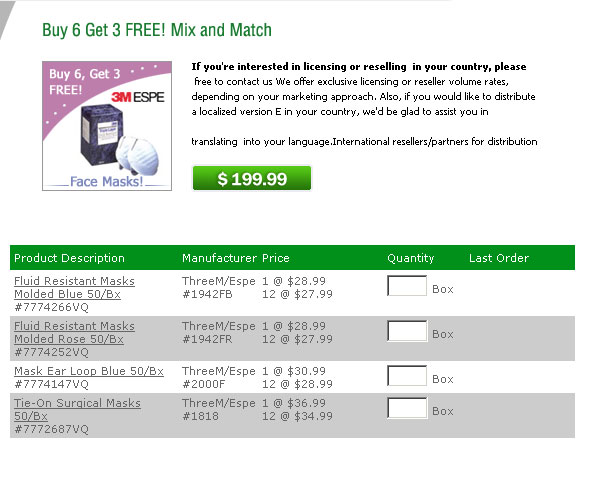 Buy 6 Get 3 FREE! Mix and Match
Buy 6, Get 3
FREE!
3M ESPE
Face Masks!
If you're interested in licensing or reselling in your country, please
free to contact us We offer exclusive licensing or reseller volume rates,
depending on your marketing approach. Also, if you would like to distribute
a localized version E in your country, we'd be glad to assist you in
translating into your language.International resellers/partners for distribution
$ 199.99
Product Description Manufacturer Price Quantity Last Order
Fluid Resistant Masks ThreeM/Espe 1 @ $28.99
Molded Blue 50/Bx #1942FB 12 @ $27.99 Box
#7774266VQ
Fluid Resistant Masks ThreeM/Espe 1 @ $28.99
Molded Rose 50/Bx #1942FR 12 @ $27.99 Box
#7774252VQ
Mask Ear Loop Blue 50/Bx ThreeM/Espe 1 @ $30.99
#7774147VQ #2000F 12 @ $28.99 Box
Tie-On Surgical Masks ThreeM/Espe 1 @ $36.99
50/Bx #1818 12 @ $34.99 Box
#7772687VQ